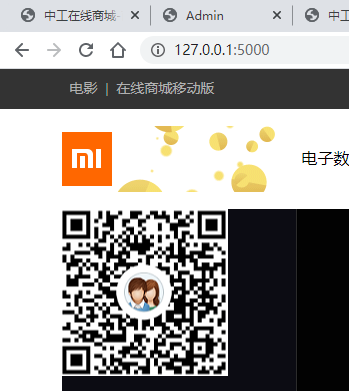 中工在线商城-
Admin
中工
127.0.0.1:5000
电影 | 在线商城移动版
mi
电子数